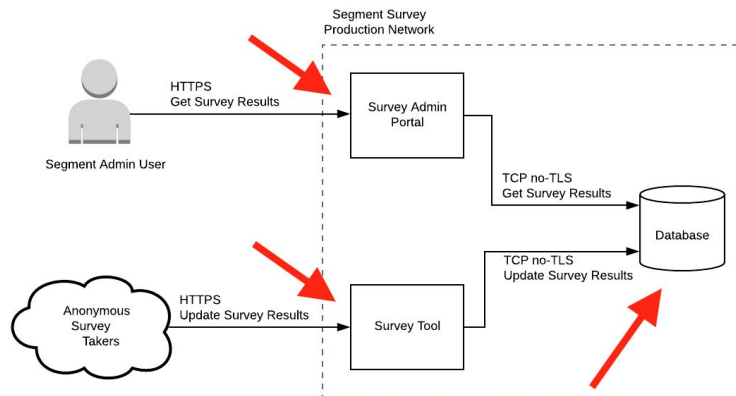 Segment Survey
Production Network
HTTPS
Get Survey Results
Survey Admin
Portal
Segment Admin User
TCP no-TLS
Get Survey Results
Database
TCP no-TLS
Update Survey Results
Anonymous
Survey
Takers
HTTPS
Update Survey Results
Survey Tool